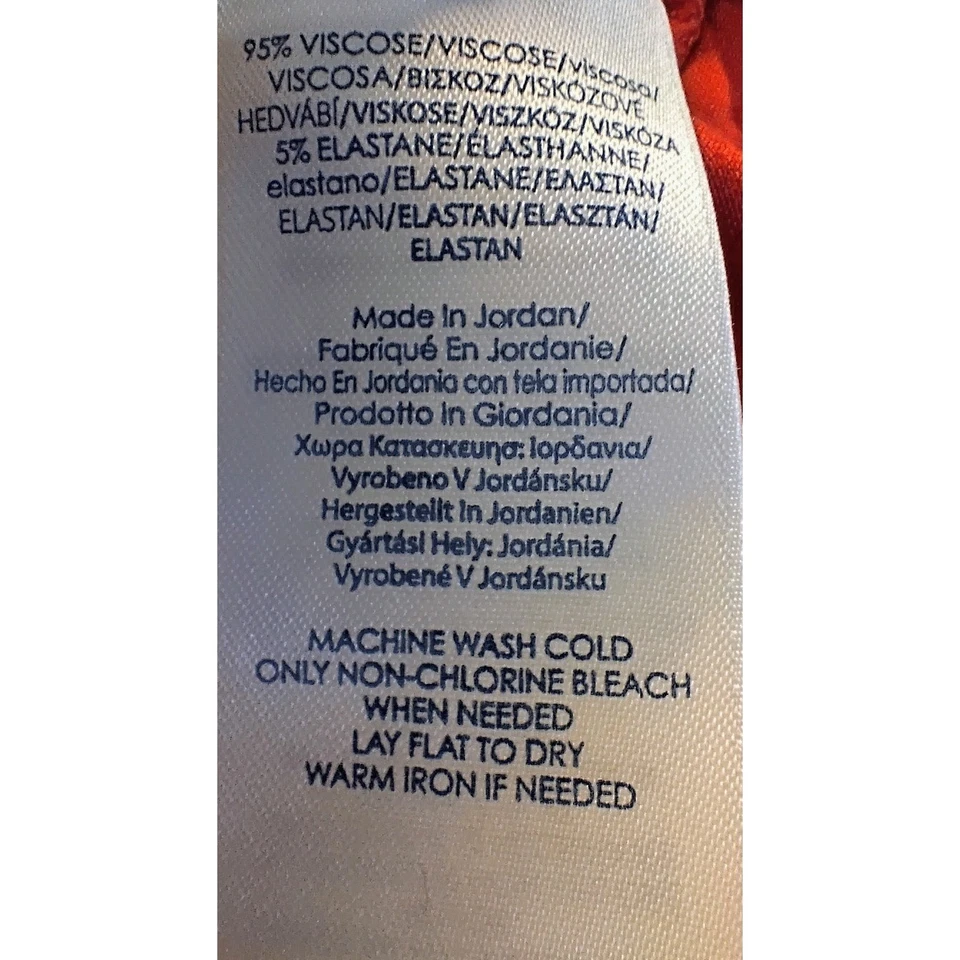 95% VISCOSE/VISCOSE/viscosa/
VISCOSA/ΒΙΣΚΟΖ/VISKÓZOVÉ
HEDVÁBÍ/VISKOSE/VISZKÓZ/VISKÓZA
5% ELASTANE/ÉLASTHANNE/
elastano/ELASTANE/ΕΛΑΣΤΑΝ/
ELASTAN/ELASTAN/ELASZTÁN/
ELASTAN
Made In Jordan/
Fabriqué En Jordanie/
Hecho En Jordania con tela importada/
Prodotto In Giordania/
Χωρα Κατασκευησ: Ιορδανια/
Vyrobeno V Jordánsku/
Hergestellt In Jordanien/
Gyártási Hely: Jordánia/
Vyrobené V Jordánsku
MACHINE WASH COLD
ONLY NON-CHLORINE BLEACH
WHEN NEEDED
LAY FLAT TO DRY
WARM IRON IF NEEDED